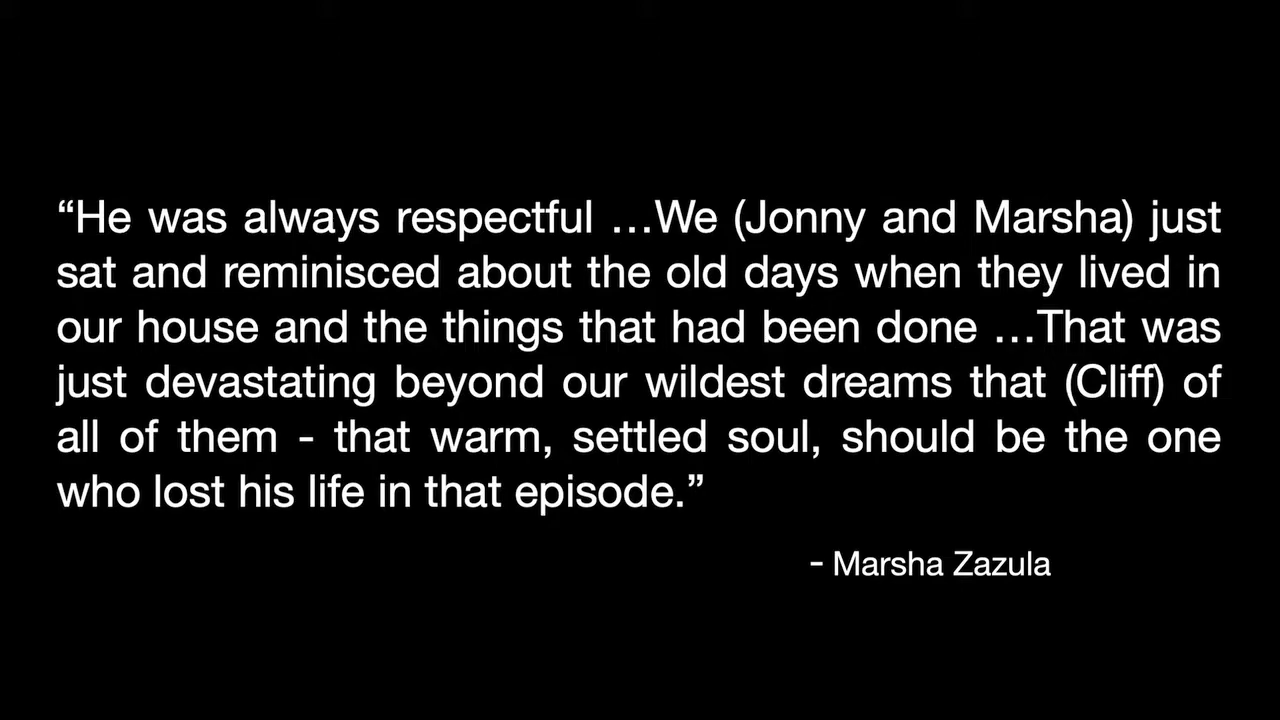 “He was always respectful …We (Jonny and Marsha) just
sat and reminisced about the old days when they lived in
our house and the things that had been done …That was
just devastating beyond our wildest dreams that (Cliff) of
all of them - that warm, settled soul, should be the one
who lost his life in that episode.”
- Marsha Zazula